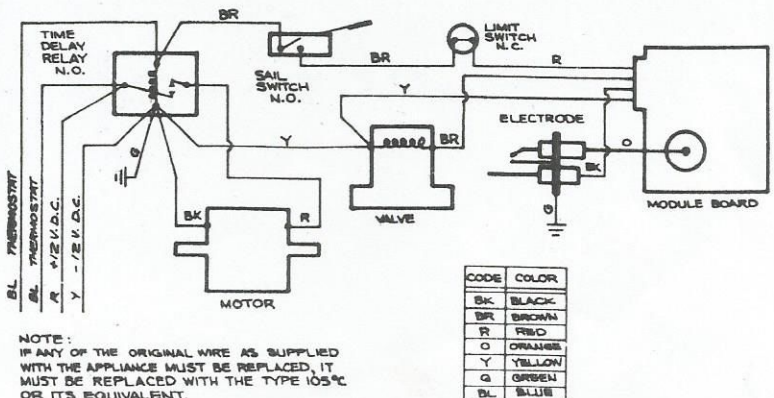 BR
TIME
DELAY
RELAY
N.O.
SAIL
SWITCH
N.O.
BR
LIMIT
SWITCH
N.C.
R
Y
ELECTRODE
O
BK
G
MODULE BOARD
Y
BR
VALVE
G
BK
R
MOTOR
BL THERMOSTAT
BL THERMOSTAT
R +12V.D.C.
Y -12V.D.C.
CODE COLOR
BK BLACK
BR BROWN
R RED
O ORANGE
Y YELLOW
G GREEN
BL BLUE
NOTE:
IF ANY OF THE ORIGINAL WIRE AS SUPPLIED
WITH THE APPLIANCE MUST BE REPLACED, IT
MUST BE REPLACED WITH THE TYPE 105°C
OR ITS EQUIVALENT.